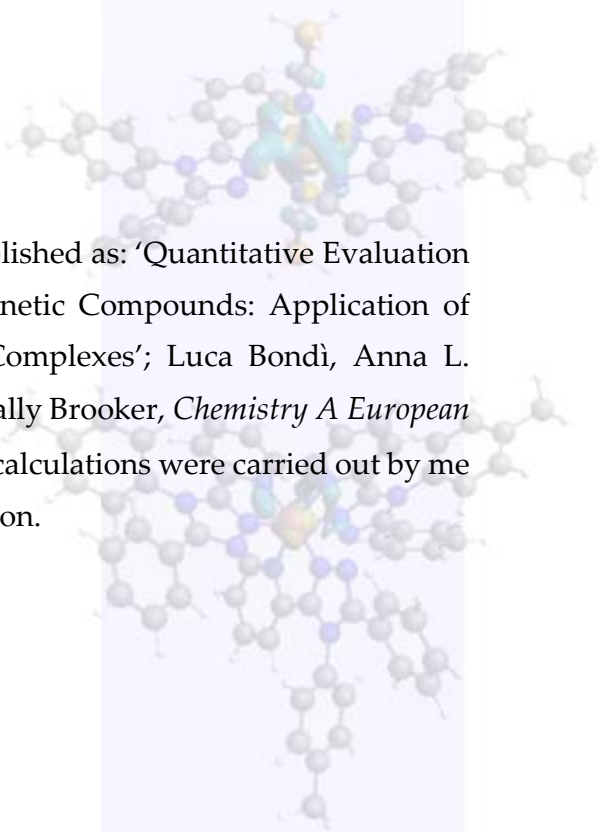 lished as: ‘Quantitative Evaluation
netic Compounds: Application of
Complexes’; Luca Bondì, Anna L.
ally Brooker, Chemistry A European
calculations were carried out by me
on.